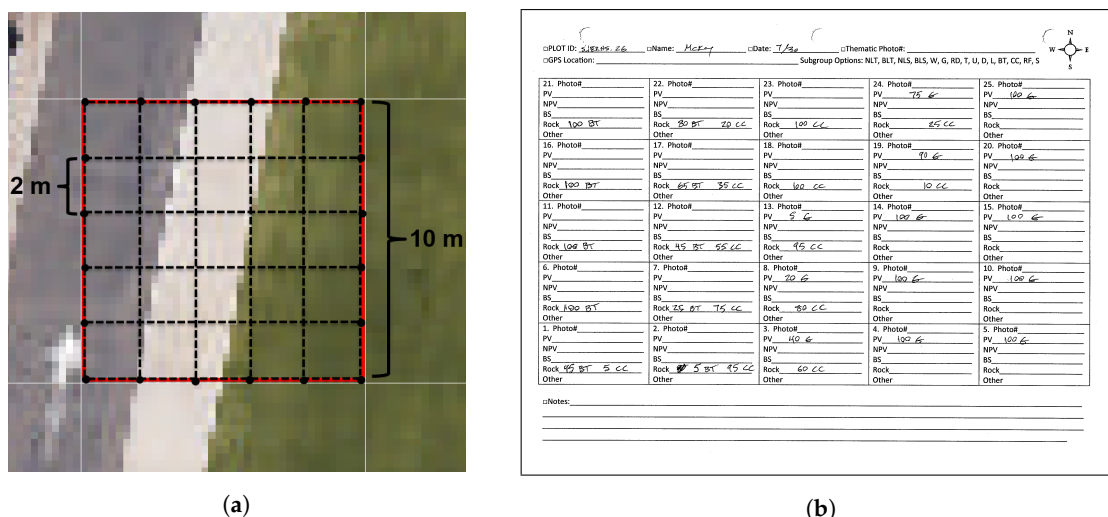 2 m
10 m
(a)
□PLOT ID: □Name: McKey □Date: 7/30 □Thematic Photo#:
□GPS Location: Subgroup Options: NLT, BLT, NLS, BLS, W, G, RD, T, U, D, L, BT, CC, RF, S
N
W E
S
21. Photo# 22. Photo# 23. Photo# 24. Photo# 25. Photo#
PV PV PV PV 75 G PV 100 G
NPV NPV NPV NPV NPV
BS BS BS BS BS
Rock 100 BT Rock 80 BT 20 CC Rock 100 CC Rock 25 CC Rock
Other Other Other Other Other
16. Photo# 17. Photo# 18. Photo# 19. Photo# 20. Photo#
PV PV PV PV 90 G PV 100 G
NPV NPV NPV NPV NPV
BS BS BS BS BS
Rock 100 BT Rock 65 BT 35 CC Rock 100 CC Rock 10 CC Rock
Other Other Other Other Other
11. Photo# 12. Photo# 13. Photo# 14. Photo# 15. Photo#
PV PV PV 5 G PV 100 G PV 100 G
NPV NPV NPV NPV NPV
BS BS BS BS BS
Rock 100 BT Rock 45 BT 55 CC Rock 95 CC Rock Rock
Other Other Other Other Other
6. Photo# 7. Photo# 8. Photo# 9. Photo# 10. Photo#
PV PV PV 20 G PV 100 G PV 100 G
NPV NPV NPV NPV NPV
BS BS BS BS BS
Rock 100 BT Rock 25 BT 75 CC Rock 80 CC Rock Rock
Other Other Other Other Other
1. Photo# 2. Photo# 3. Photo# 4. Photo# 5. Photo#
PV PV PV 40 G PV 100 G PV 100 G
NPV NPV NPV NPV NPV
BS BS BS BS BS
Rock 95 BT 5 CC Rock 5 BT 95 CC Rock 60 CC Rock Rock
Other Other Other Other Other
□Notes:
(b)